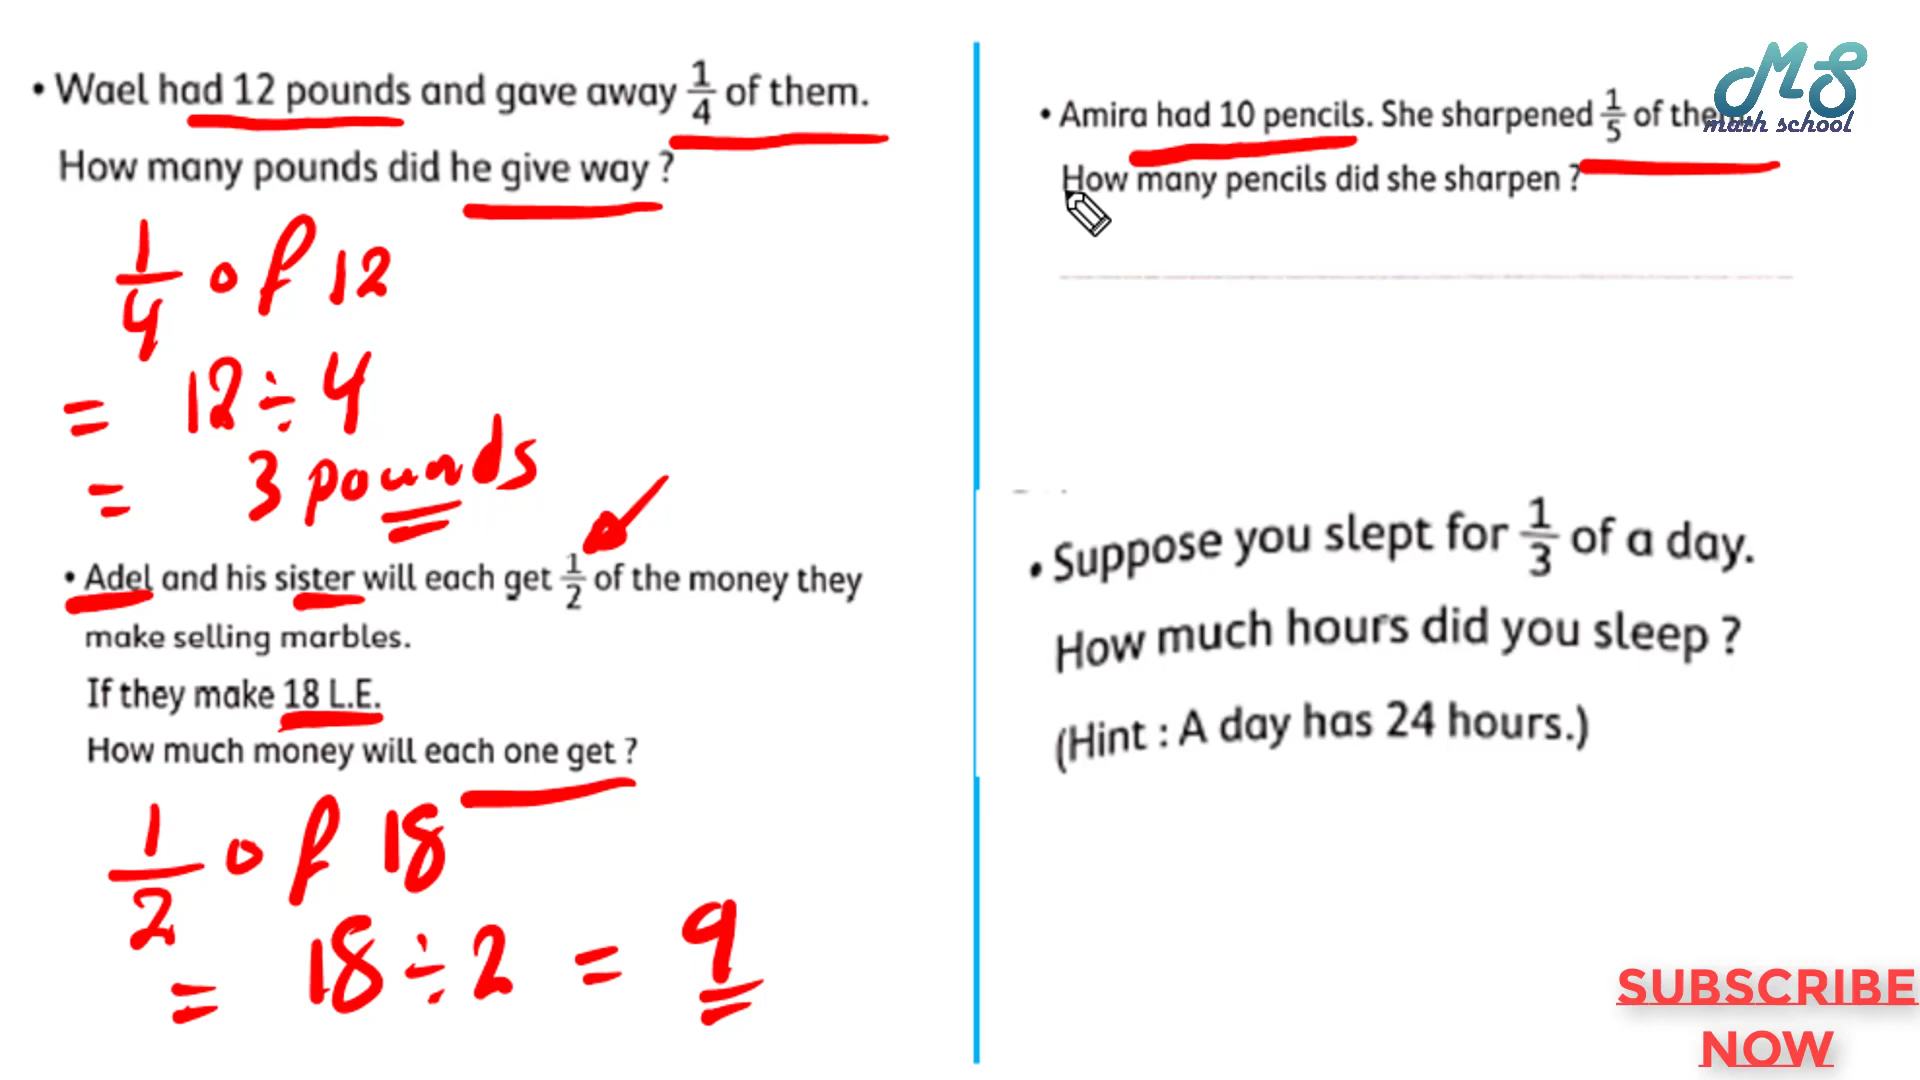 • Wael had 12 pounds and gave away 1/4 of them.
How many pounds did he give way ?
1/4 of 12
= 12 ÷ 4
= 3 pounds
• Adel and his sister will each get 1/2 of the money they
make selling marbles.
If they make 18 L.E.
How much money will each one get ?
1/2 of 18
= 18 ÷ 2 = 9
• Amira had 10 pencils. She sharpened 1/5 of them.
How many pencils did she sharpen ?
• Suppose you slept for 1/3 of a day.
How much hours did you sleep ?
(Hint : A day has 24 hours.)
MS
math school
SUBSCRIBE
NOW